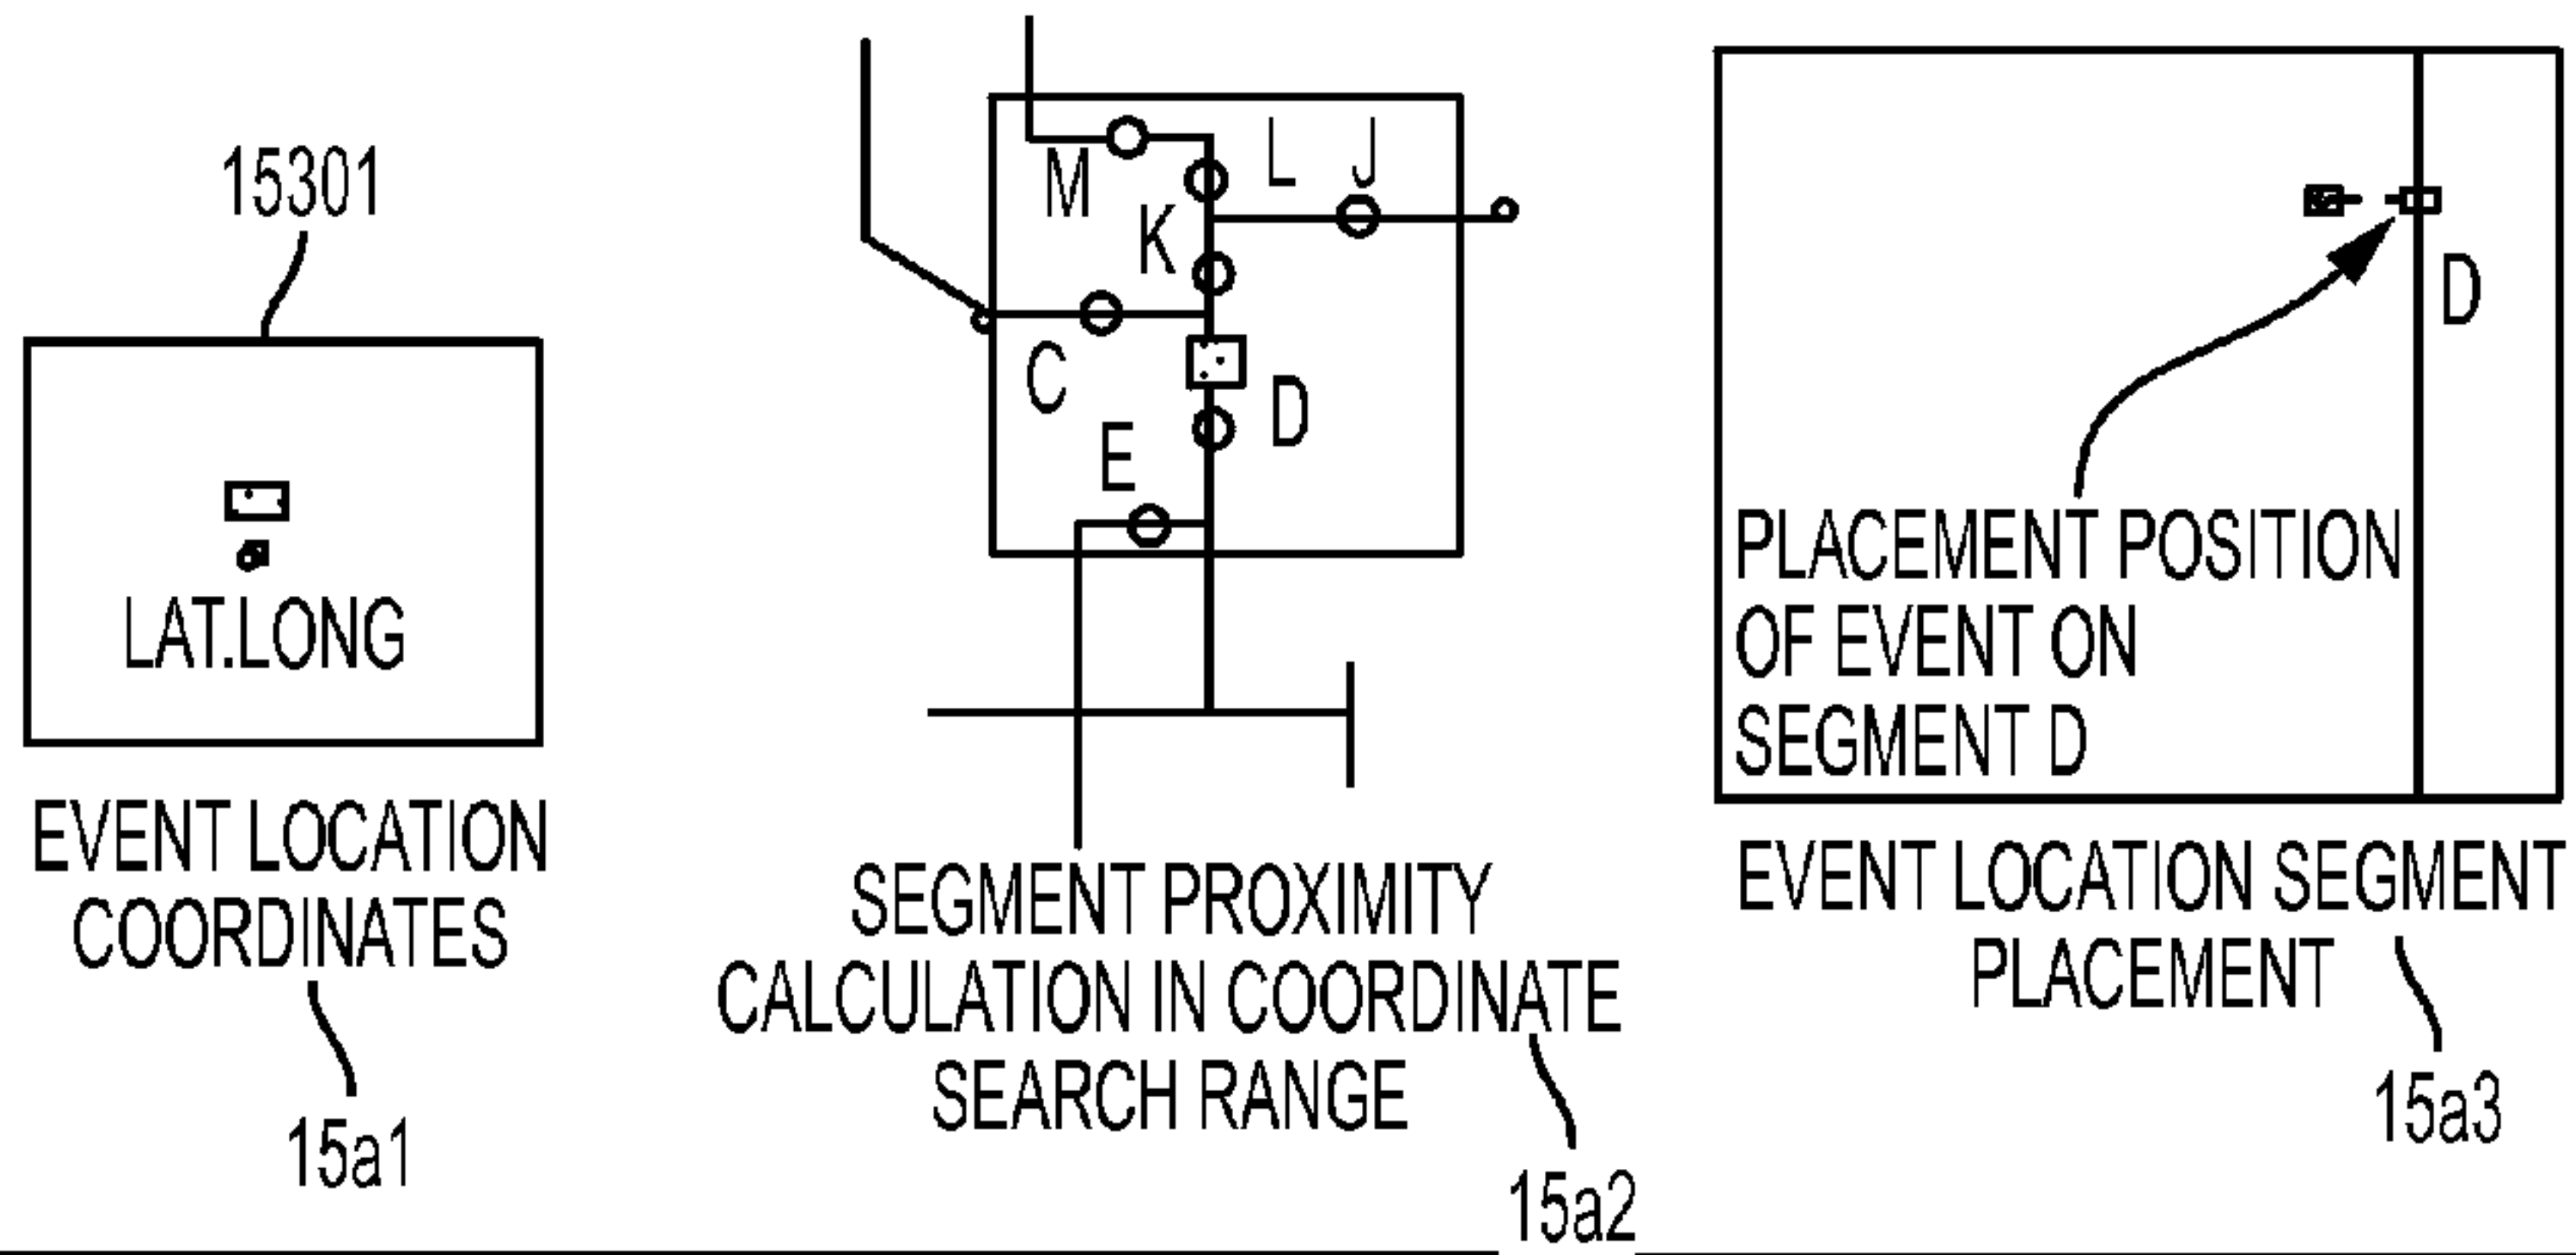 15301
LAT.LONG
EVENT LOCATION
COORDINATES
15a1
M
L
J
K
C
D
E
SEGMENT PROXIMITY
CALCULATION IN COORDINATE
SEARCH RANGE
15a2
D
PLACEMENT POSITION
OF EVENT ON
SEGMENT D
EVENT LOCATION SEGMENT
PLACEMENT
15a3